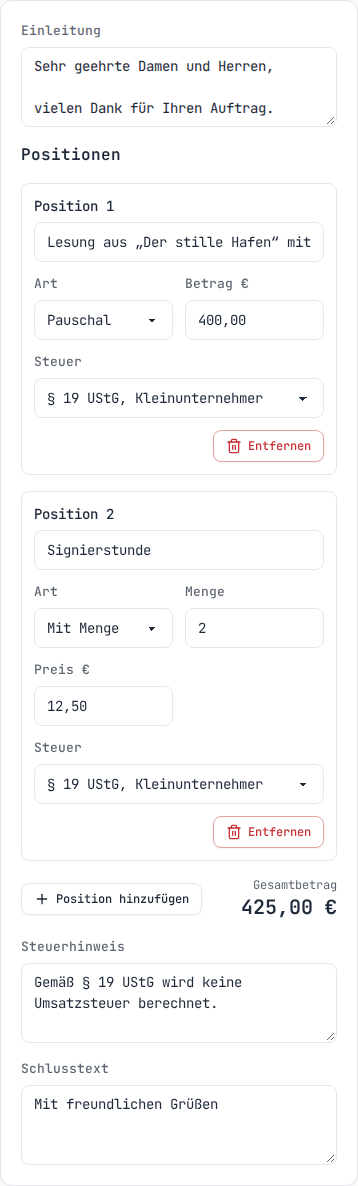 Einleitung
Sehr geehrte Damen und Herren,
vielen Dank für Ihren Auftrag.
Positionen
Position 1
Lesung aus „Der stille Hafen“ mit
Art
Betrag €
Pauschal
400,00
Steuer
§ 19 UStG, Kleinunternehmer
Entfernen
Position 2
Signierstunde
Art
Menge
Mit Menge
2
Preis €
12,50
Steuer
§ 19 UStG, Kleinunternehmer
Entfernen
Position hinzufügen
Gesamtbetrag
425,00 €
Steuerhinweis
Gemäß § 19 UStG wird keine
Umsatzsteuer berechnet.
Schlusstext
Mit freundlichen Grüßen